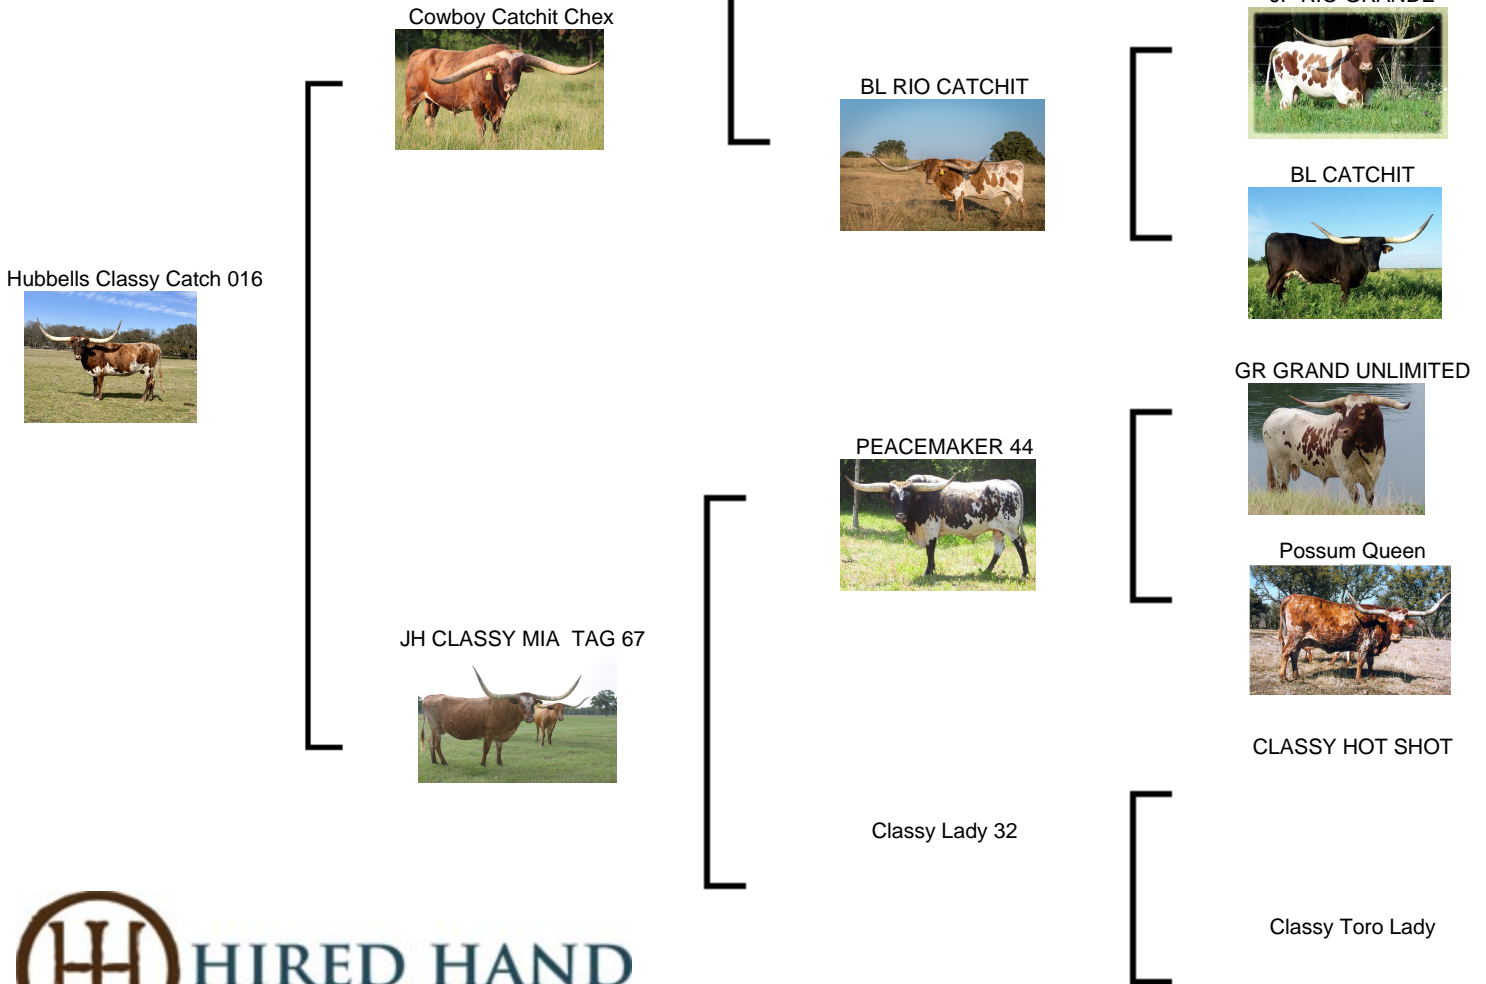 Cowboy Catchit Chex
BL RIO CATCHIT
BL CATCHIT
Hubbells Classy Catch 016
GR GRAND UNLIMITED
PEACEMAKER 44
Possum Queen
JH CLASSY MIA  TAG 67
CLASSY HOT SHOT
Classy Lady 32
Classy Toro Lady
HIRED HAND